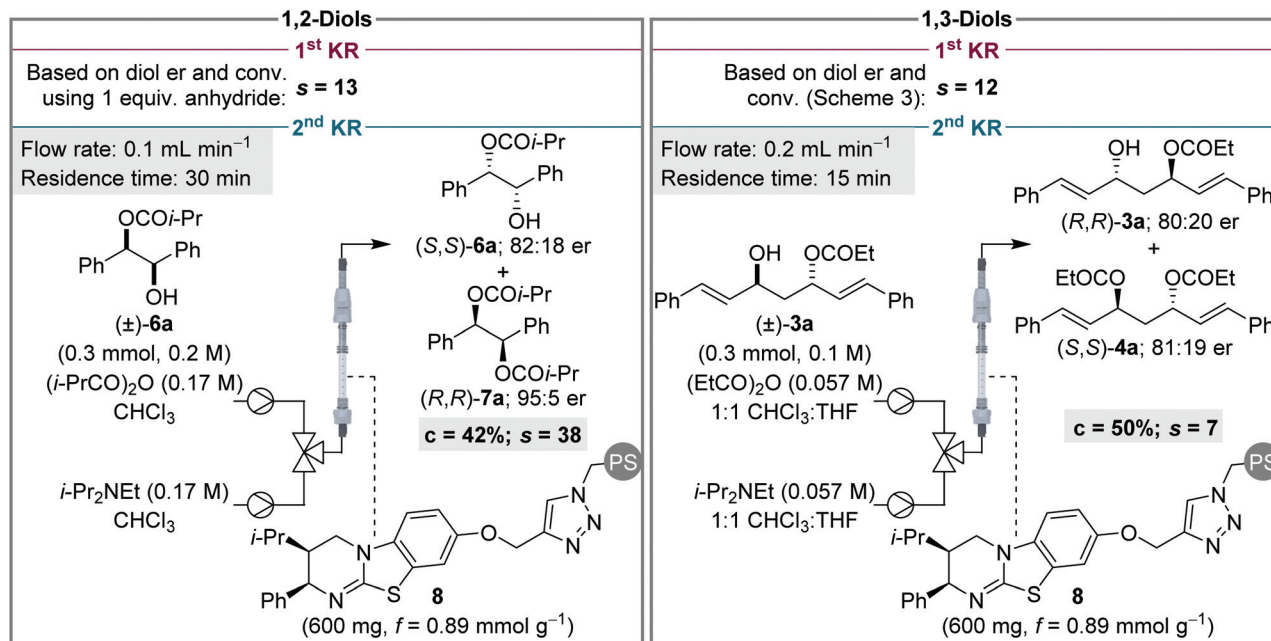 1,2-Diols
1st KR
Based on diol er and conv.
using 1 equiv. anhydride: s = 13
2nd KR
Flow rate: 0.1 mL min−1
Residence time: 30 min
OCOi-Pr
Ph
Ph
OH
(±)-6a
(0.3 mmol, 0.2 M)
(i-PrCO)2O (0.17 M)
CHCl3
i-Pr2NEt (0.17 M)
CHCl3
OCOi-Pr
Ph
Ph
OH
(S,S)-6a; 82:18 er
+
OCOi-Pr
Ph
Ph
OCOi-Pr
(R,R)-7a; 95:5 er
c = 42%; s = 38
PS
N
N
N
O
i-Pr
N
S
N
Ph
8
(600 mg, f = 0.89 mmol g−1)
1,3-Diols
1st KR
Based on diol er and
conv. (Scheme 3): s = 12
2nd KR
Flow rate: 0.2 mL min−1
Residence time: 15 min
OH OCOEt
Ph Ph
(±)-3a
(0.3 mmol, 0.1 M)
(EtCO)2O (0.057 M)
1:1 CHCl3:THF
i-Pr2NEt (0.057 M)
1:1 CHCl3:THF
OH OCOEt
Ph Ph
(R,R)-3a; 80:20 er
+
EtOCO OCOEt
Ph Ph
(S,S)-4a; 81:19 er
c = 50%; s = 7
PS
N
N
N
O
i-Pr
N
S
N
Ph
8
(600 mg, f = 0.89 mmol g−1)